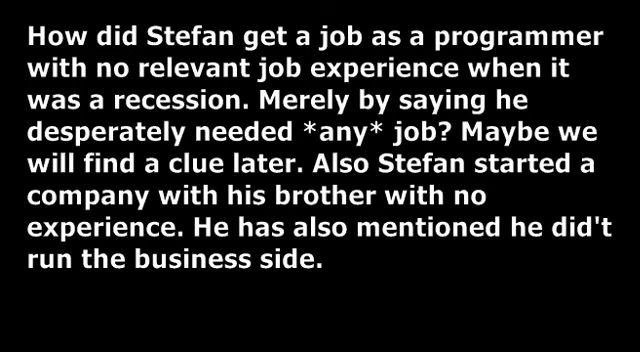 How did Stefan get a job as a programmer
with no relevant job experience when it
was a recession. Merely by saying he
desperately needed *any* job? Maybe we
will find a clue later. Also Stefan started a
company with his brother with no
experience. He has also mentioned he did't
run the business side.